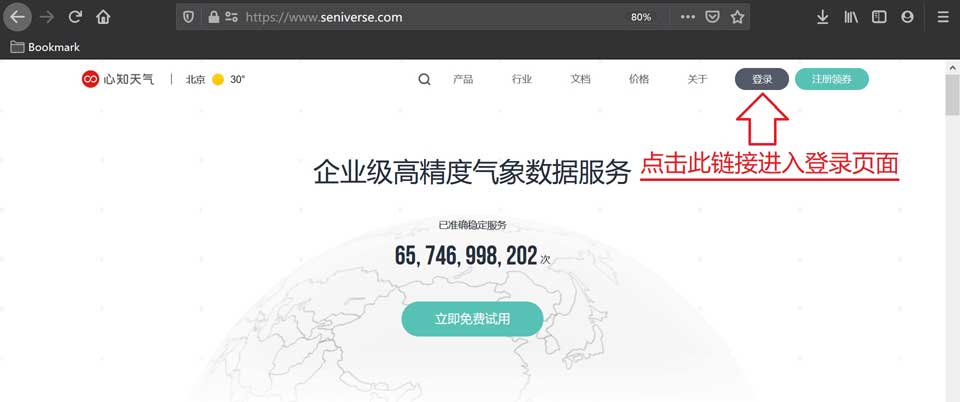 https://www.seniverse.com
80%
Bookmark
心知天气 | 北京 30°
产品 行业 文档 价格 关于 登录 注册领券
点击此链接进入登录页面
企业级高精度气象数据服务
已准确稳定服务
65,746,998,202 次
立即免费试用